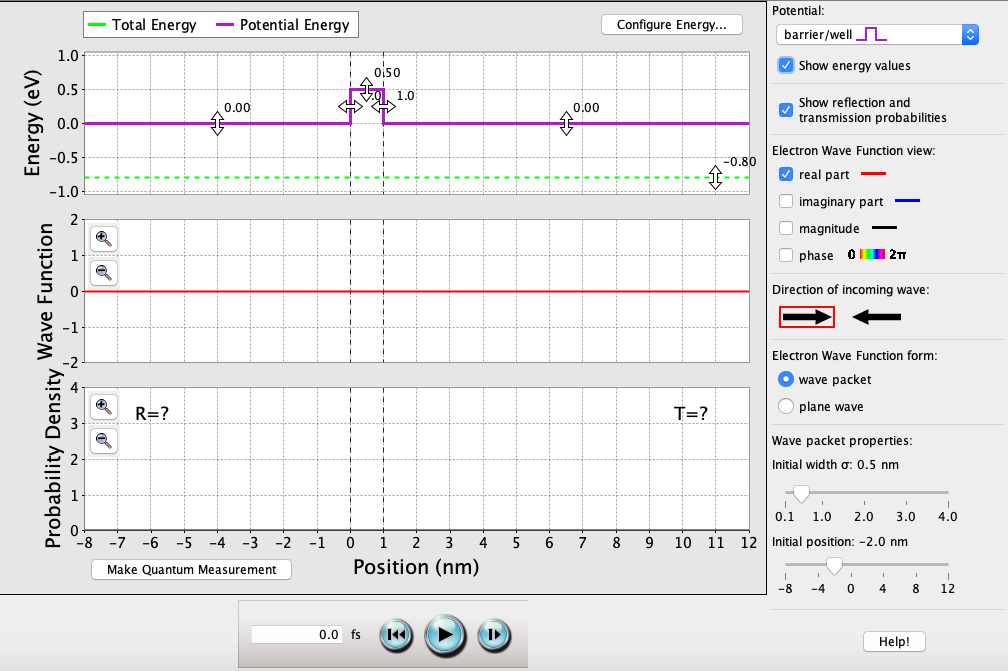 Total Energy Potential Energy
Configure Energy...
Energy (eV)
1.0
0.5
0.0
-0.5
-1.0
0.00
0.50
0
1.0
0.00
-0.80
Wave Function
2
1
0
-1
-2
Probability Density
4
3
2
1
0
R=?
T=?
-8 -7 -6 -5 -4 -3 -2 -1 0 1 2 3 4 5 6 7 8 9 10 11 12
Position (nm)
Make Quantum Measurement
0.0 fs
Potential:
barrier/well
Show energy values
Show reflection and
transmission probabilities
Electron Wave Function view:
real part
imaginary part
magnitude
phase 0 2π
Direction of incoming wave:
Electron Wave Function form:
wave packet
plane wave
Wave packet properties:
Initial width σ: 0.5 nm
0.1 1.0 2.0 3.0 4.0
Initial position: -2.0 nm
-8 -4 0 4 8 12
Help!